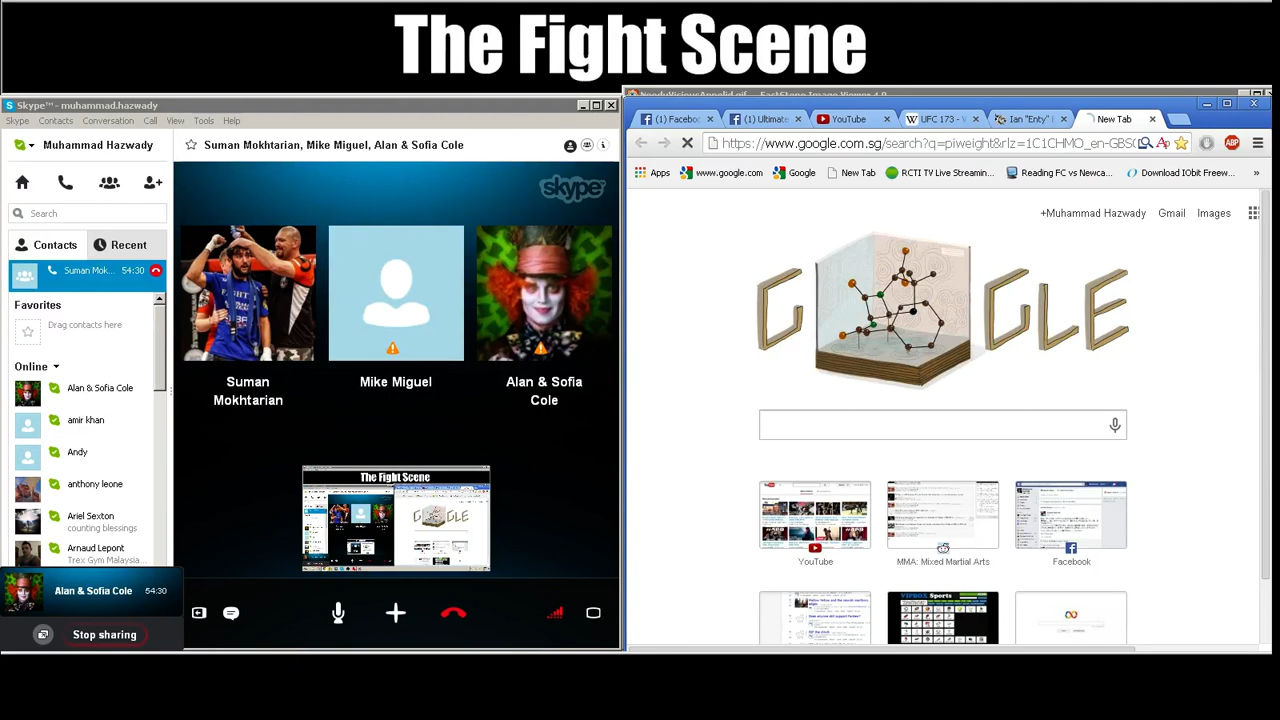 The Fight Scene
Skype™ - muhammad.hazwady
Skype Contacts Conversation Call View Tools Help
Muhammad Hazwady
Search
Contacts Recent
Suman Mok... 54:30
Favorites
Drag contacts here
Online
Alan & Sofia Cole
amir khan
Andy
anthony leone
Ariel Sexton
counting blessings
Arnaud Lepont
Trex Gym Malaysia...
Alan & Sofia Cole 54:30
Stop sharing
Suman Mokhtarian, Mike Miguel, Alan & Sofia Cole
skype
Suman
Mokhtarian
Mike Miguel
Alan & Sofia
Cole
The Fight Scene
(1) Faceboo
(1) Ultimate
YouTube
UFC 173 - W
Ian "Enty"
New Tab
https://www.google.com.sg/search?q=piweight&rlz=1C1CHMO_en-GBSG
ABP
Apps www.google.com Google New Tab RCTI TV Live Streamin... Reading FC vs Newca... Download IObit Freew... »
+Muhammad Hazwady Gmail Images
G GLE
YouTube
MMA: Mixed Martial Arts
Facebook
VIPBOX Sports